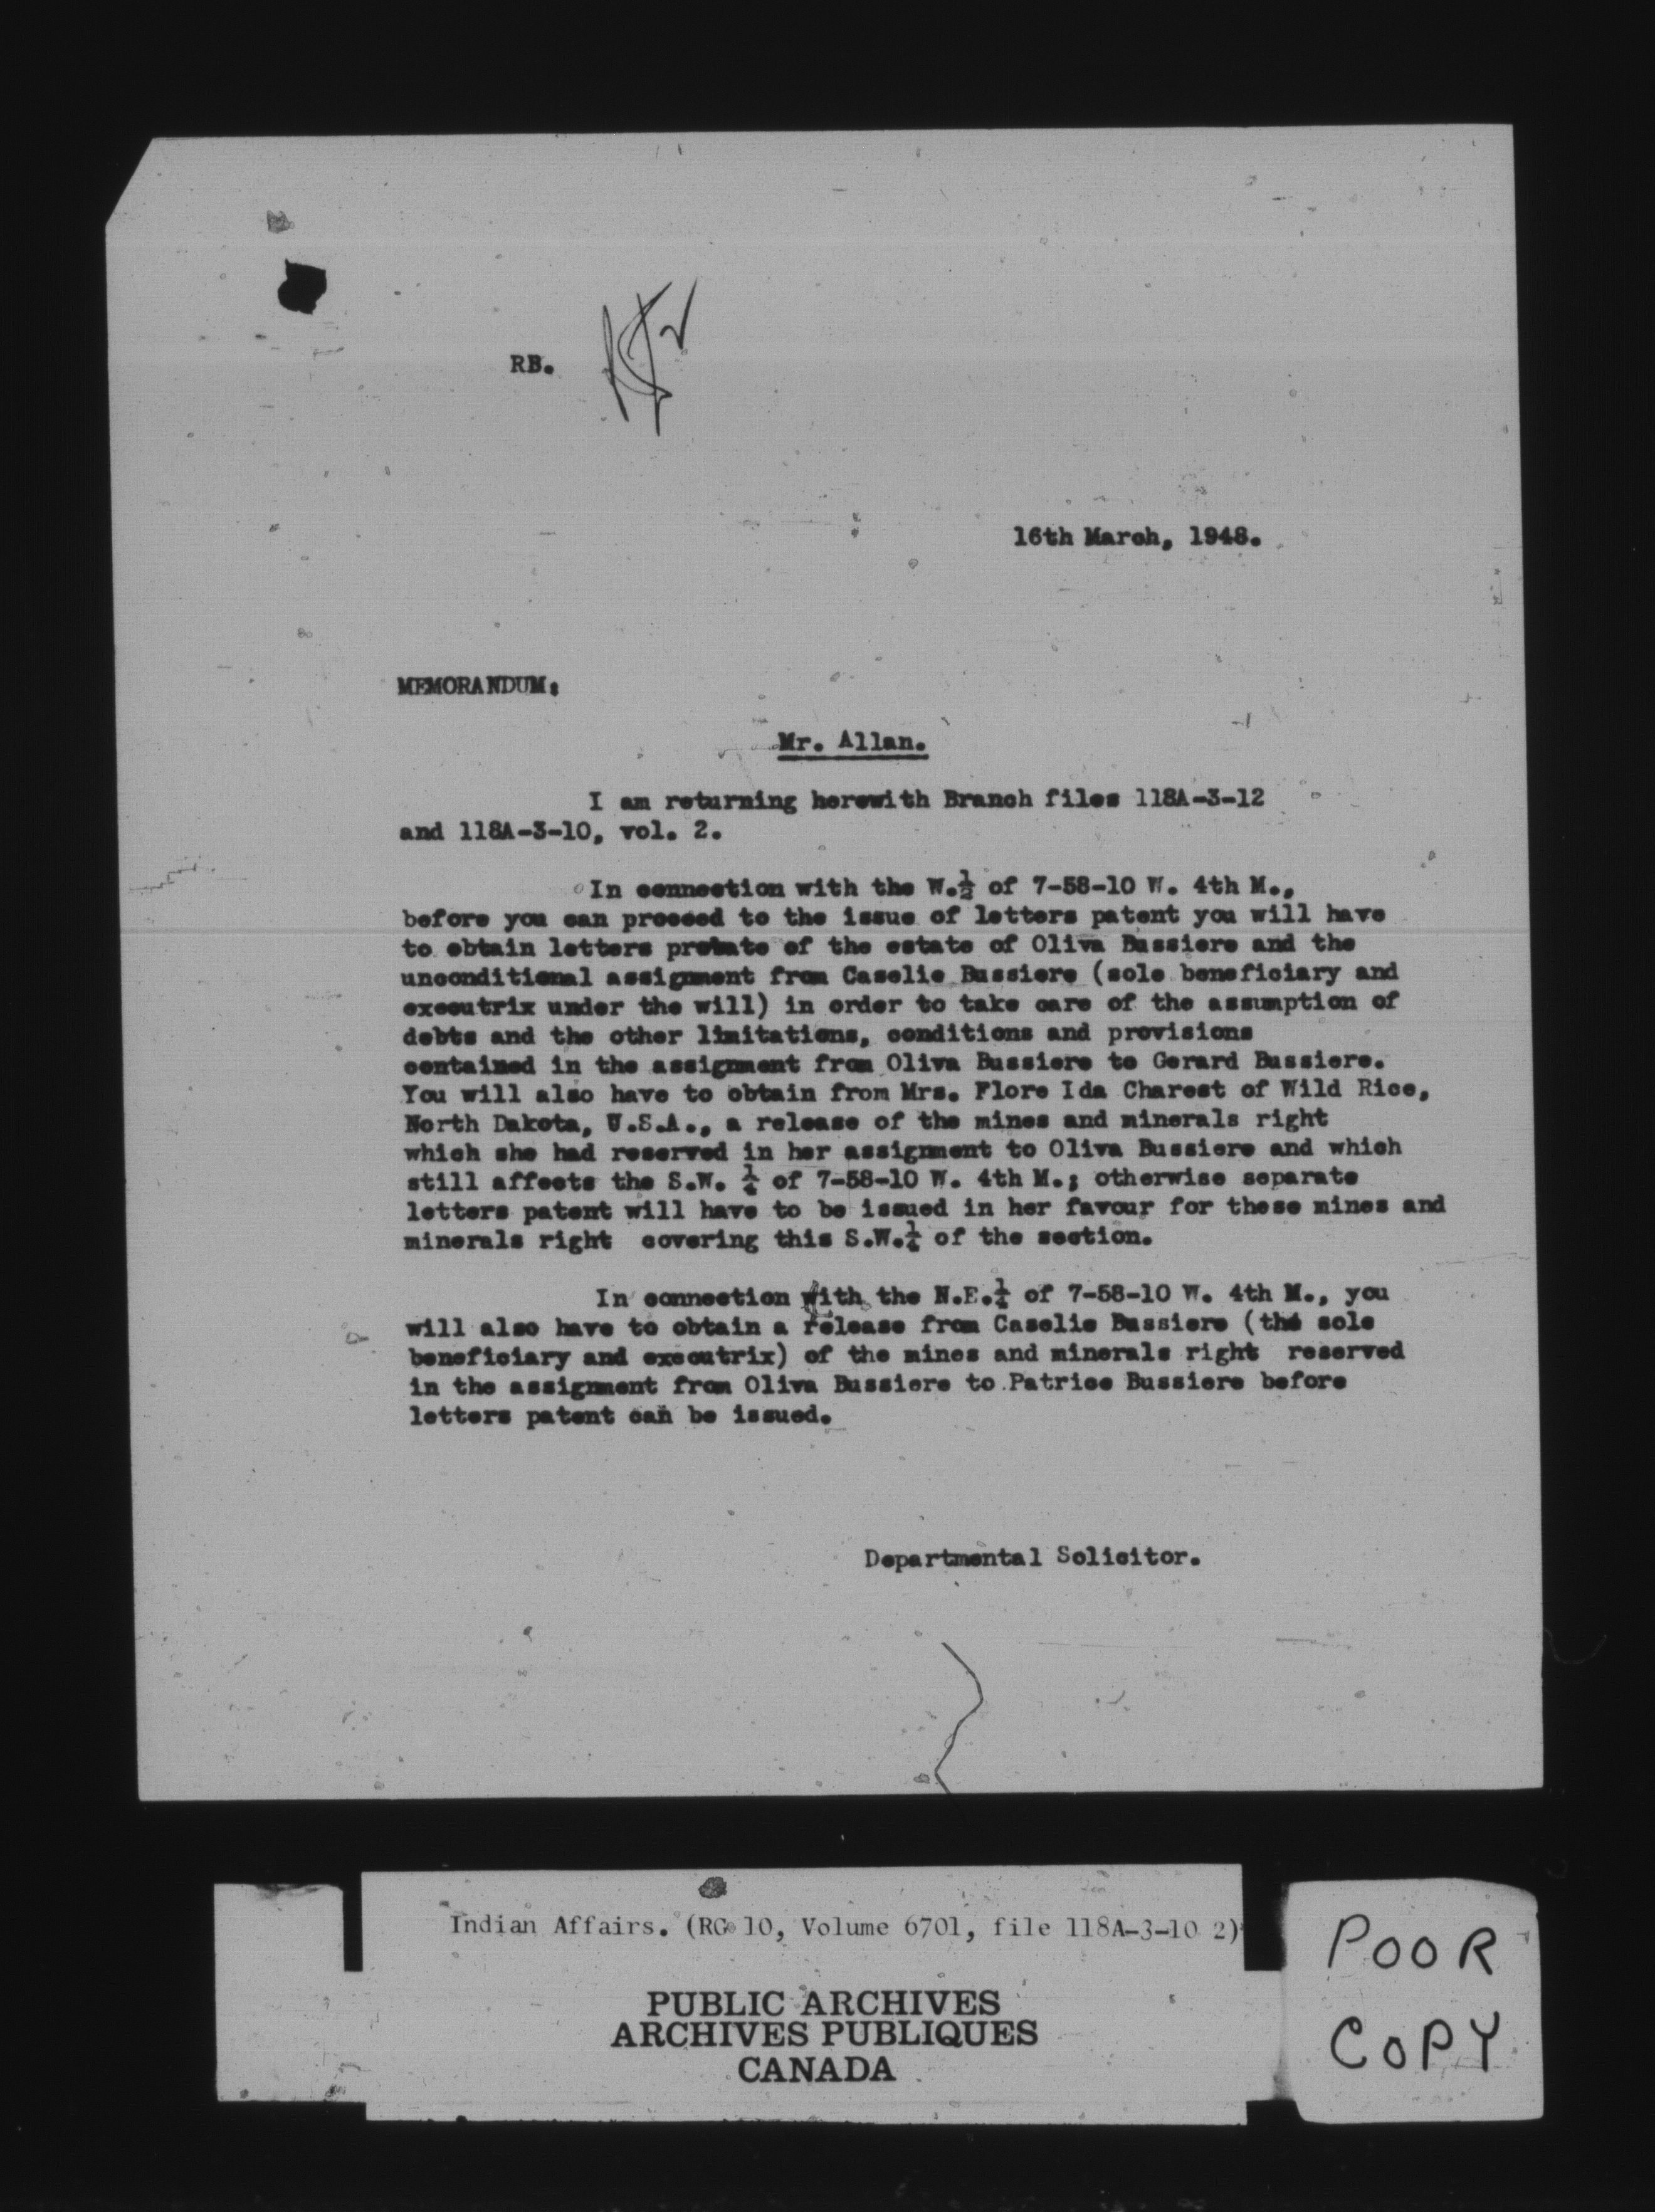 RB.
16th March, 1948.
MEMORANDUM:
Mr. Allan.
I am returning herewith Branch files 118A-3-12
and 118A-3-10, vol. 2.
In connection with the W.½ of 7-58-10 W. 4th M.,
before you can proceed to the issue of letters patent you will have
to obtain letters probate of the estate of Oliva Bussiere and the
unconditional assignment from Caselie Bussiere (sole beneficiary and
executrix under the will) in order to take care of the assumption of
debts and the other limitations, conditions and provisions
contained in the assignment from Oliva Bussiere to Gerard Bussiere.
You will also have to obtain from Mrs. Flore Ida Charest of Wild Rice,
North Dakota, U.S.A., a release of the mines and minerals right
which she had reserved in her assignment to Oliva Bussiere and which
still affects the S.W. ¼ of 7-58-10 W. 4th M.; otherwise separate
letters patent will have to be issued in her favour for these mines and
minerals right covering this S.W.¼ of the section.
In connection with the N.E.¼ of 7-58-10 W. 4th M., you
will also have to obtain a release from Caselie Bussiere (the sole
beneficiary and executrix) of the mines and minerals right reserved
in the assignment from Oliva Bussiere to Patrice Bussiere before
letters patent can be issued.
Departmental Solicitor.
Indian Affairs. (RG 10, Volume 6701, file 118A-3-10 2)
PUBLIC ARCHIVES
ARCHIVES PUBLIQUES
CANADA
POOR
COPY